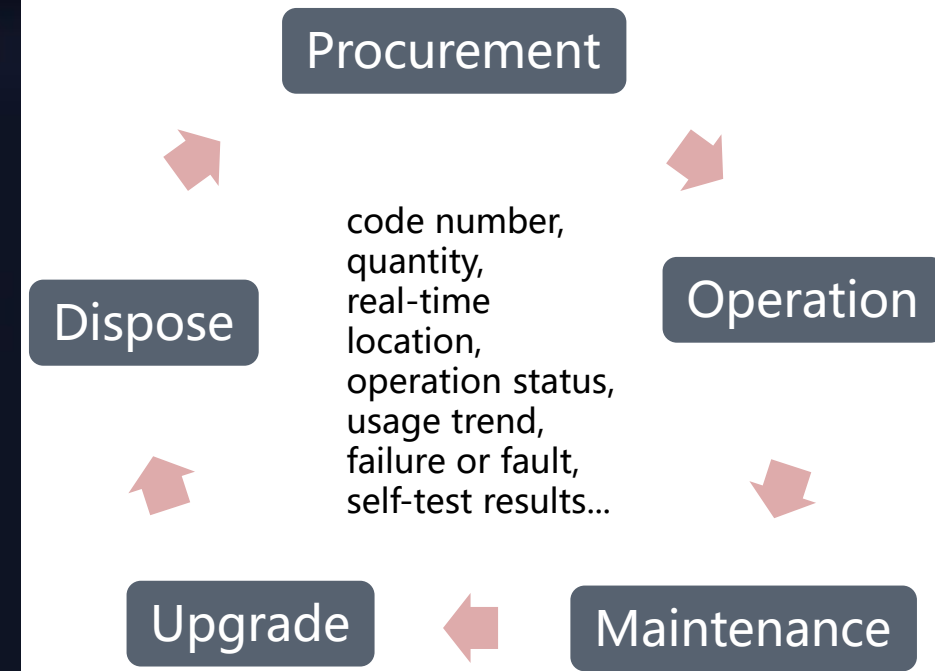 Procurement
code number,
quantity,
real-time
location,
operation status,
usage trend,
failure or fault,
self-test results...
Operation
Dispose
Upgrade
Maintenance